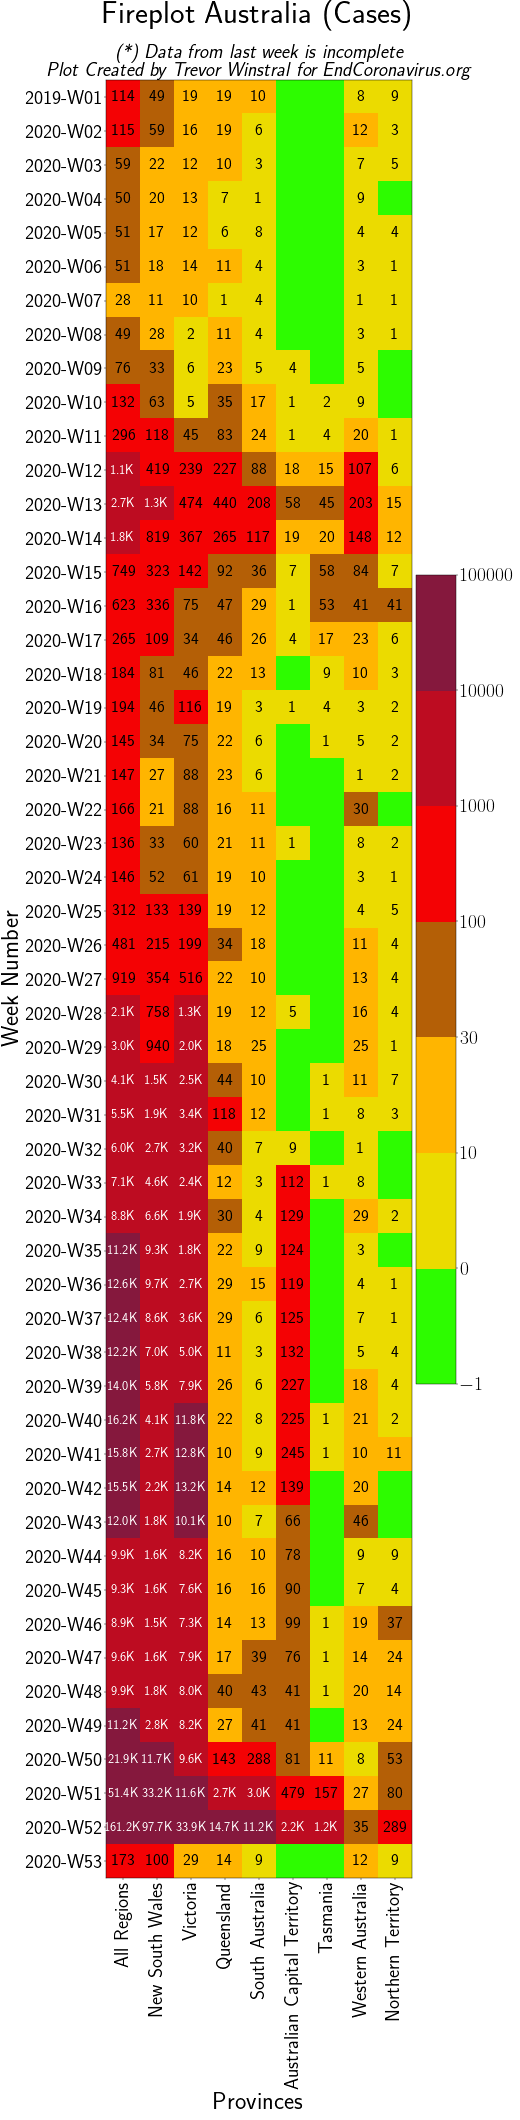 Fireplot Australia (Cases)
(*) Data from last week is incomplete
Plot Created by Trevor Winstral for EndCoronavirus.org
2019-W01 114 49 19 19 10 8 9
2020-W02 115 59 16 19 6 12 3
2020-W03 59 22 12 10 3 7 5
2020-W04 50 20 13 7 1 9
2020-W05 51 17 12 6 8 4 4
2020-W06 51 18 14 11 4 3 1
2020-W07 28 11 10 1 4 1 1
2020-W08 49 28 2 11 4 3 1
2020-W09 76 33 6 23 5 4 5
2020-W10 132 63 5 35 17 1 2 9
2020-W11 296 118 45 83 24 1 4 20 1
2020-W12 1.1K 419 239 227 88 18 15 107 6
2020-W13 2.7K 1.3K 474 440 208 58 45 203 15
2020-W14 1.8K 819 367 265 117 19 20 148 12
2020-W15 749 323 142 92 36 7 58 84 7
2020-W16 623 336 75 47 29 1 53 41 41
2020-W17 265 109 34 46 26 4 17 23 6
2020-W18 184 81 46 22 13 9 10 3
2020-W19 194 46 116 19 3 1 4 3 2
2020-W20 145 34 75 22 6 1 5 2
2020-W21 147 27 88 23 6 1 2
2020-W22 166 21 88 16 11 30
2020-W23 136 33 60 21 11 1 8 2
2020-W24 146 52 61 19 10 3 1
2020-W25 312 133 139 19 12 4 5
2020-W26 481 215 199 34 18 11 4
2020-W27 919 354 516 22 10 13 4
2020-W28 2.1K 758 1.3K 19 12 5 16 4
2020-W29 3.0K 940 2.0K 18 25 25 1
2020-W30 4.1K 1.5K 2.5K 44 10 1 11 7
2020-W31 5.5K 1.9K 3.4K 118 12 1 8 3
2020-W32 6.0K 2.7K 3.2K 40 7 9 1
2020-W33 7.1K 4.6K 2.4K 12 3 112 1 8
2020-W34 8.8K 6.6K 1.9K 30 4 129 29 2
2020-W35 11.2K 9.3K 1.8K 22 9 124 3
2020-W36 12.6K 9.7K 2.7K 29 15 119 4 1
2020-W37 12.4K 8.6K 3.6K 29 6 125 7 1
2020-W38 12.2K 7.0K 5.0K 11 3 132 5 4
2020-W39 14.0K 5.8K 7.9K 26 6 227 18 4
2020-W40 16.2K 4.1K 11.8K 22 8 225 1 21 2
2020-W41 15.8K 2.7K 12.8K 10 9 245 1 10 11
2020-W42 15.5K 2.2K 13.2K 14 12 139 20
2020-W43 12.0K 1.8K 10.1K 10 7 66 46
2020-W44 9.9K 1.6K 8.2K 16 10 78 9 9
2020-W45 9.3K 1.6K 7.6K 16 16 90 7 4
2020-W46 8.9K 1.5K 7.3K 14 13 99 1 19 37
2020-W47 9.6K 1.6K 7.9K 17 39 76 1 14 24
2020-W48 9.9K 1.8K 8.0K 40 43 41 1 20 14
2020-W49 11.2K 2.8K 8.2K 27 41 41 13 24
2020-W50 21.9K 11.7K 9.6K 143 288 81 11 8 53
2020-W51 51.4K 33.2K 11.6K 2.7K 3.0K 479 157 27 80
2020-W52 161.2K 97.7K 33.9K 14.7K 11.2K 2.2K 1.2K 35 289
2020-W53 173 100 29 14 9 12 9
Week Number
100000
10000
1000
100
30
10
0
−1
All Regions
New South Wales
Victoria
Queensland
South Australia
Australian Capital Territory
Tasmania
Western Australia
Northern Territory
Provinces